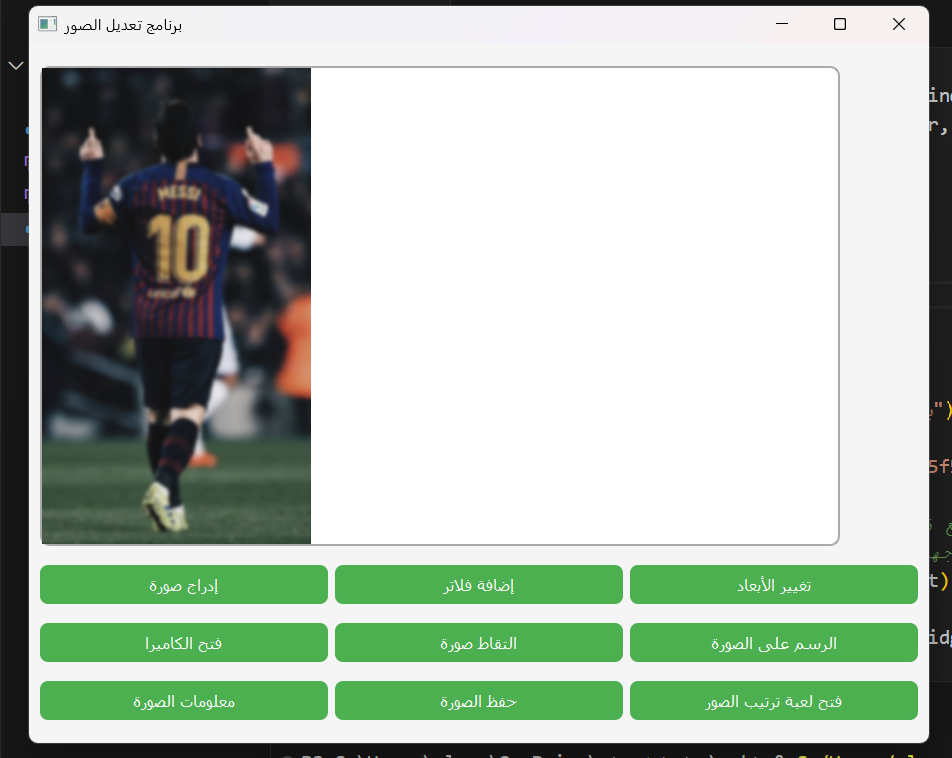 برنامج تعديل الصور
MESSI
10
unicef
إدراج صورة
إضافة فلاتر
تغيير الأبعاد
فتح الكاميرا
التقاط صورة
الرسم على الصورة
معلومات الصورة
حفظ الصورة
فتح لعبة ترتيب الصور